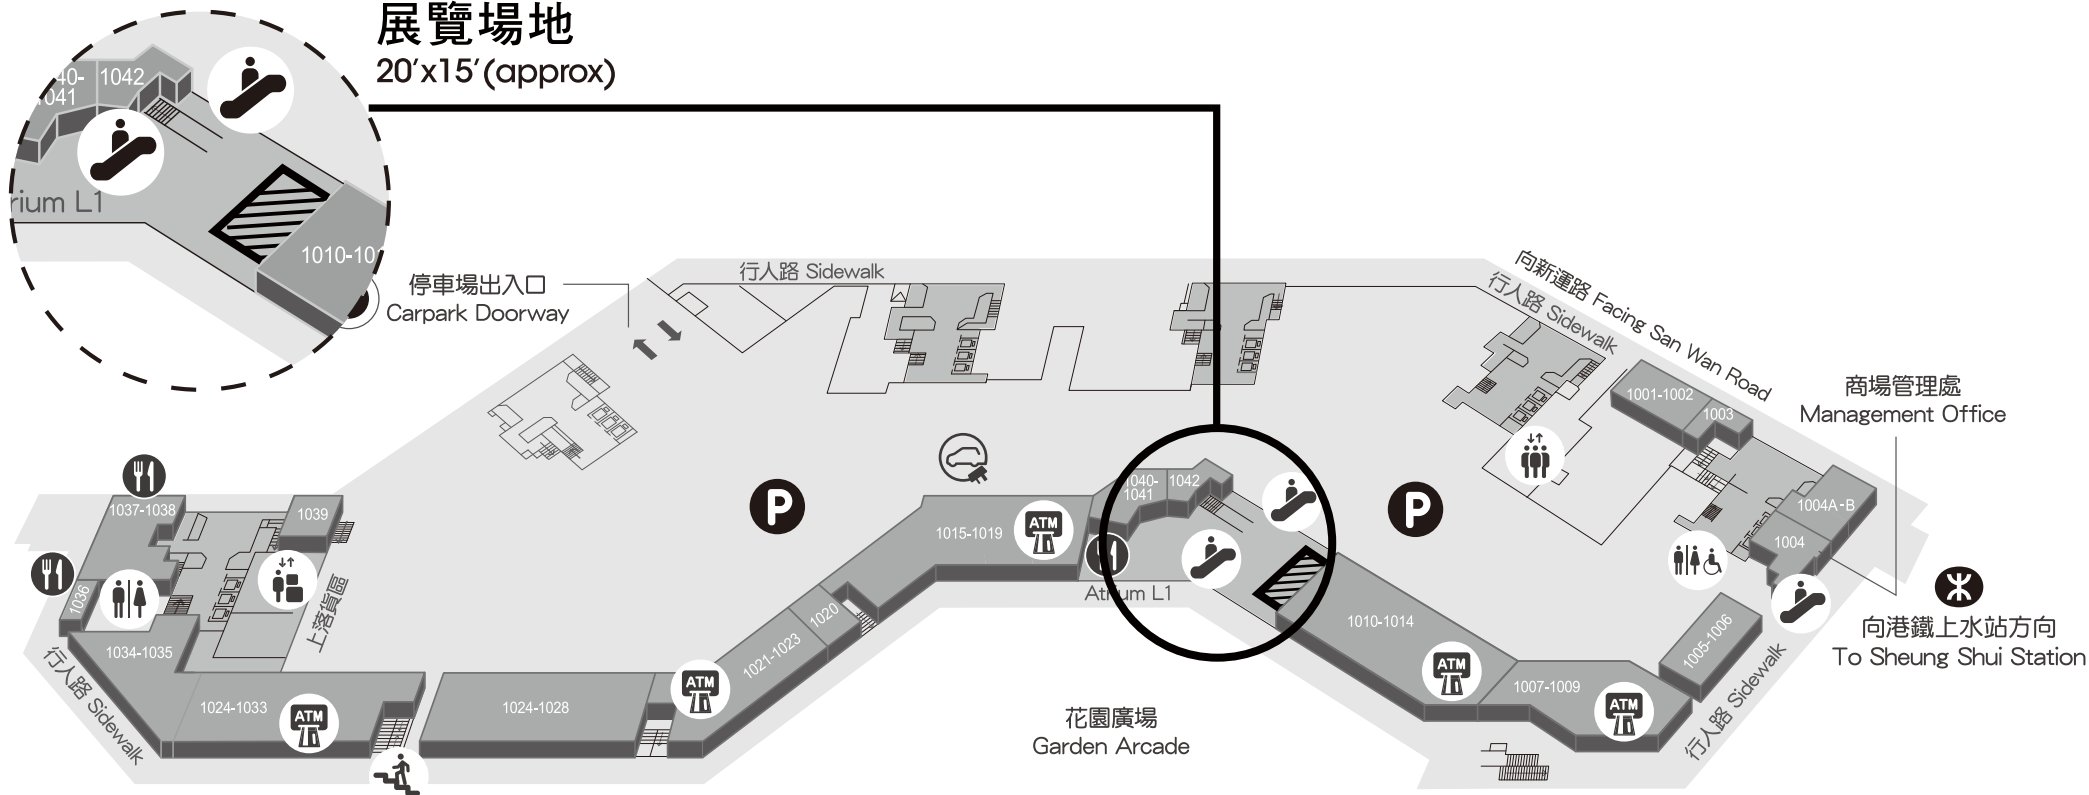 展覽場地
20'x15'(approx)
40-
041
1042
rium L1
1010-10
停車場出入口
Carpark Doorway
行人路 Sidewalk
向新運路 Facing San Wan Road
行人路 Sidewalk
1001-1002
1003
商場管理處
Management Office
1004A-B
1004
1005-1006
向港鐵上水站方向
To Sheung Shui Station
行人路 Sidewalk
P
P
1037-1038
1039
1036
上落貨區
1034-1035
行人路 Sidewalk
1024-1033
ATM
1024-1028
ATM
1021-1023
1020
1015-1019
ATM
1040-
1041
1042
Atrium L1
1010-1014
ATM
1007-1009
ATM
花園廣場
Garden Arcade